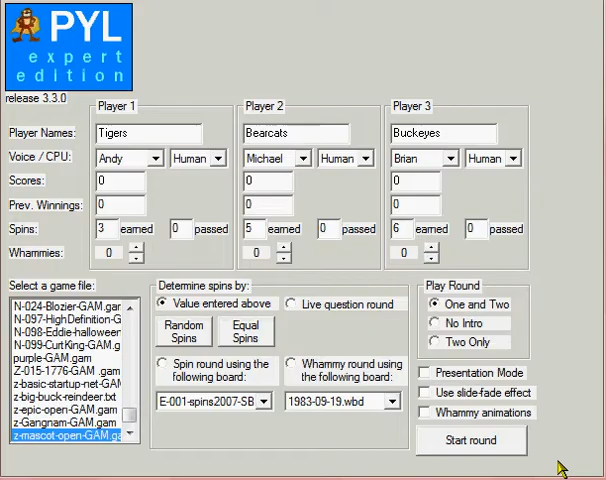 PYL
expert
edition
release 3.3.0
Player 1
Player 2
Player 3
Player Names:
Tigers
Bearcats
Buckeyes
Voice / CPU:
Andy
Human
Michael
Human
Brian
Human
Scores:
0
0
0
Prev. Winnings:
0
0
0
Spins:
3 earned
0 passed
5 earned
0 passed
6 earned
0 passed
Whammies:
0
0
0
Select a game file:
N-024-Blozier-GAM.gar
N-097-HighDefinition-G
N-098-Eddie-halloween
N-099-CurtKing-GAM.g
purple-GAM.gam
Z-015-1776-GAM .gam
z-basic-startup-net-GAM
z-big-buck-reindeer.txt
z-epic-open-GAM.gam
z-Gangnam-GAM.gam
z-mascot-open-GAM.ga
Determine spins by:
Value entered above
Live question round
Random
Spins
Equal
Spins
Spin round using the
following board:
Whammy round using
the following board:
E-001-spins2007-SB
1983-09-19.wbd
Play Round
One and Two
No Intro
Two Only
Presentation Mode
Use slide-fade effect
Whammy animations
Start round